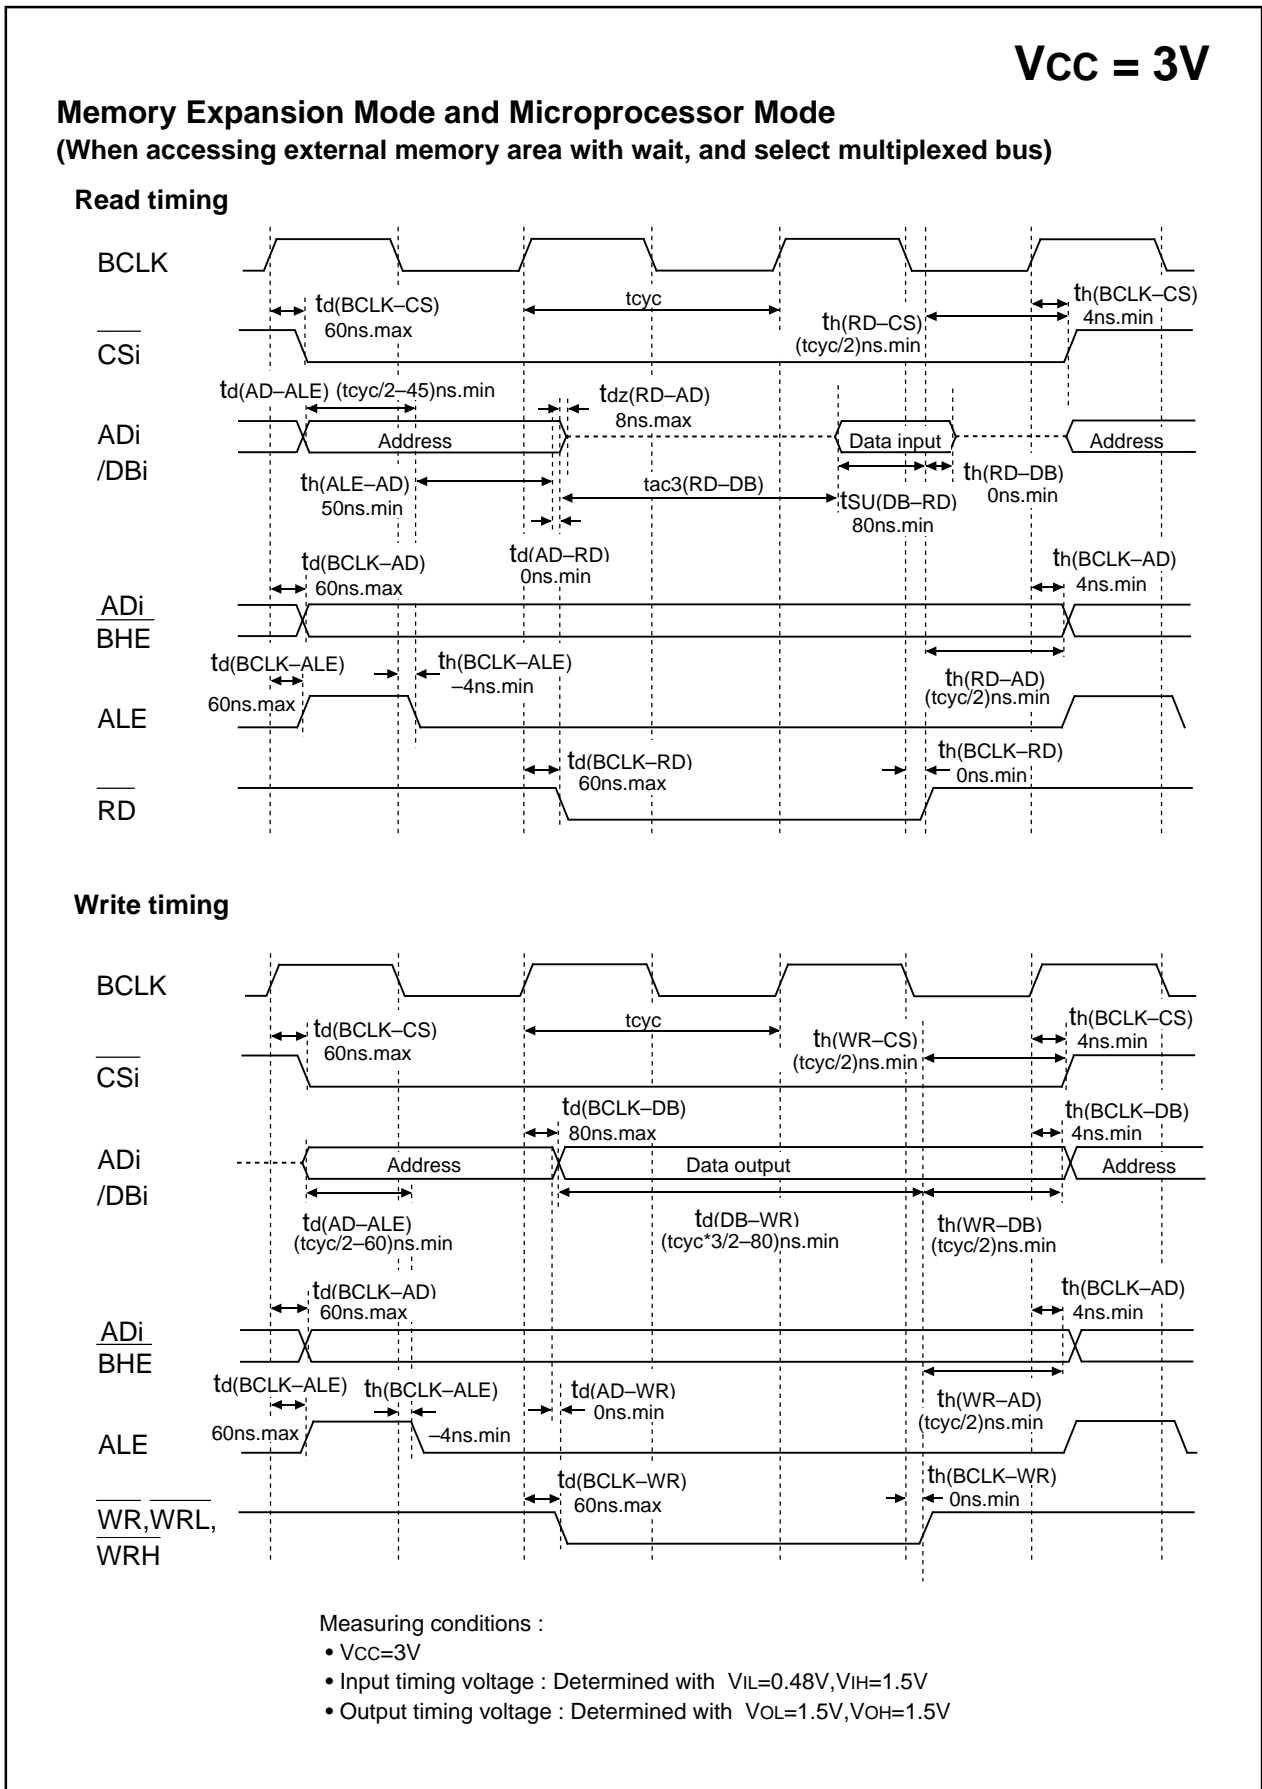 VCC = 3V
Memory Expansion Mode and Microprocessor Mode
(When accessing external memory area with wait, and select multiplexed bus)
Read timing
BCLK
td(BCLK–CS)
60ns.max
tcyc
th(RD–CS)
(tcyc/2)ns.min
th(BCLK–CS)
4ns.min
CSi
td(AD–ALE) (tcyc/2–45)ns.min
tdz(RD–AD)
8ns.max
ADi
/DBi
Address
Data input
Address
th(ALE–AD)
50ns.min
tac3(RD–DB)
tSU(DB–RD)
80ns.min
th(RD–DB)
0ns.min
td(AD–RD)
0ns.min
td(BCLK–AD)
60ns.max
th(BCLK–AD)
4ns.min
ADi
BHE
td(BCLK–ALE)
60ns.max
th(BCLK–ALE)
–4ns.min
th(RD–AD)
(tcyc/2)ns.min
ALE
td(BCLK–RD)
60ns.max
th(BCLK–RD)
0ns.min
RD
Write timing
BCLK
td(BCLK–CS)
60ns.max
tcyc
th(WR–CS)
(tcyc/2)ns.min
th(BCLK–CS)
4ns.min
CSi
td(BCLK–DB)
80ns.max
th(BCLK–DB)
4ns.min
ADi
/DBi
Address
Data output
Address
td(AD–ALE)
(tcyc/2–60)ns.min
td(DB–WR)
(tcyc*3/2–80)ns.min
th(WR–DB)
(tcyc/2)ns.min
td(BCLK–AD)
60ns.max
th(BCLK–AD)
4ns.min
ADi
BHE
td(BCLK–ALE)
60ns.max
th(BCLK–ALE)
–4ns.min
td(AD–WR)
0ns.min
th(WR–AD)
(tcyc/2)ns.min
ALE
td(BCLK–WR)
60ns.max
th(BCLK–WR)
0ns.min
WR,WRL,
WRH
Measuring conditions :
• VCC=3V
• Input timing voltage : Determined with VIL=0.48V,VIH=1.5V
• Output timing voltage : Determined with VOL=1.5V,VOH=1.5V